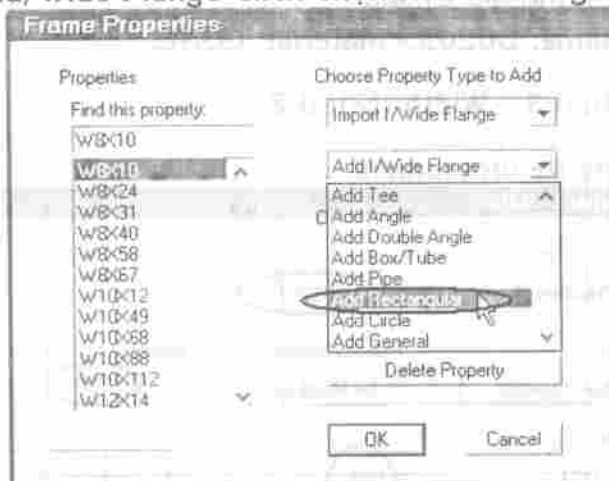 Frame Properties
Properties
Find this property:
W8X10
W8X10
W8X24
W8X31
W8X40
W8X58
W8X67
W10X12
W10X49
W10X68
W10X88
W10X112
W12X14
Choose Property Type to Add
Import I/Wide Flange
Add I/Wide Flange
Add Tee
Add Angle
Add Double Angle
Add Box/Tube
Add Pipe
Add Rectangular
Add Circle
Add General
Delete Property
OK
Cancel